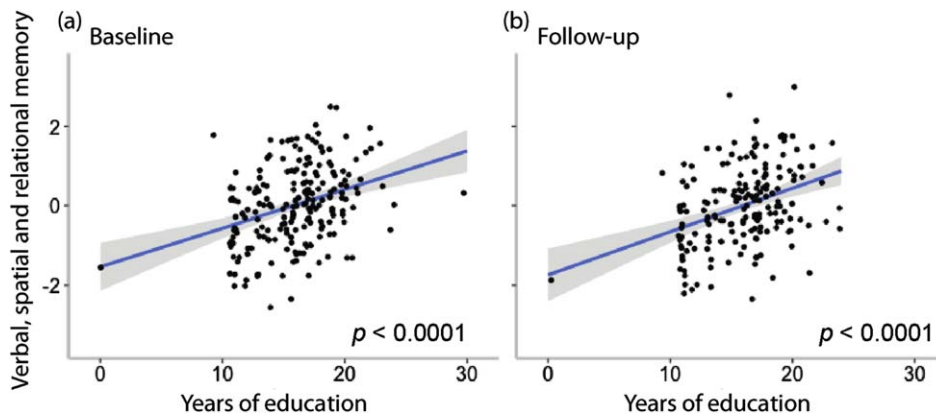 (a) Baseline
(b) Follow-up
Verbal, spatial and relational memory
2
0
-2
p < 0.0001
p < 0.0001
0
10
20
30
0
10
20
30
Years of education
Years of education